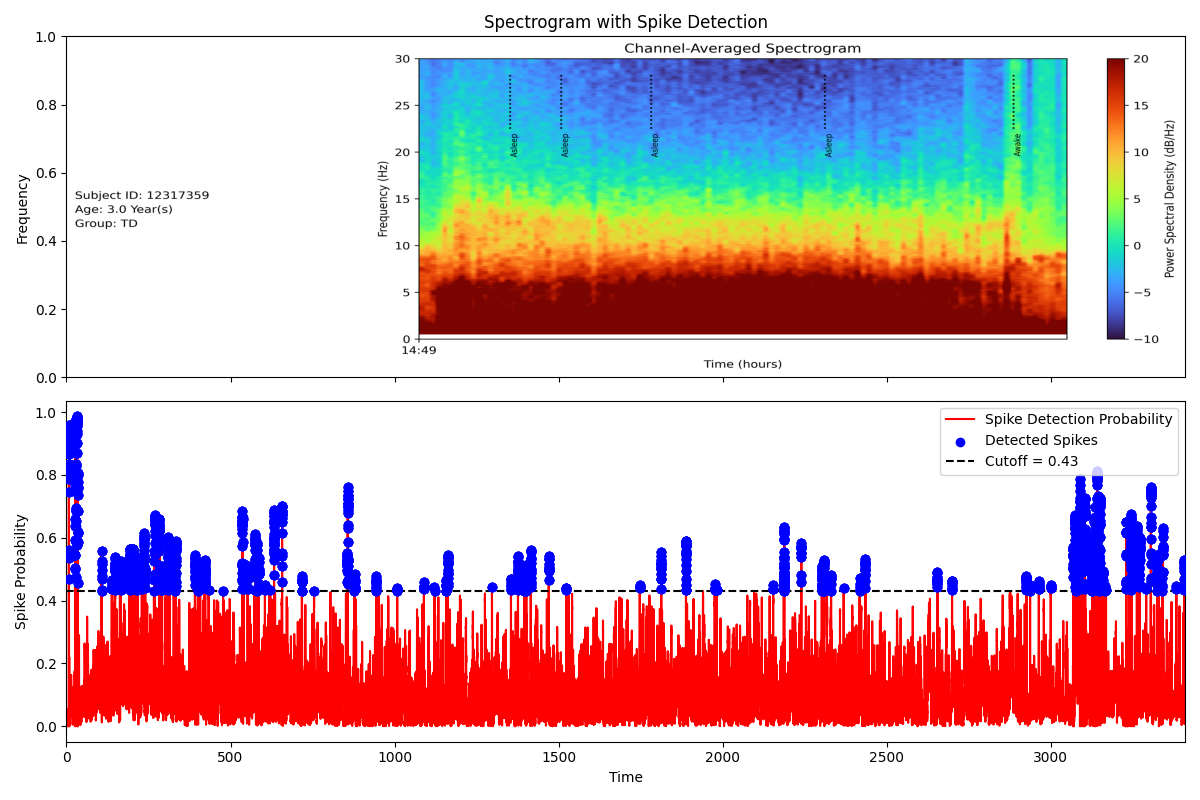 Spectrogram with Spike Detection
Channel-Averaged Spectrogram
Frequency
1.0
0.8
0.6
0.4
0.2
0.0
Subject ID: 12317359
Age: 3.0 Year(s)
Group: TD
Frequency (Hz)
30
25
20
15
10
5
0
Asleep
Asleep
Asleep
Asleep
Awake
14:49
Time (hours)
20
15
10
5
0
−5
−10
Power Spectral Density (dB/Hz)
Spike Probability
1.0
0.8
0.6
0.4
0.2
0.0
Spike Detection Probability
Detected Spikes
Cutoff = 0.43
0 500 1000 1500 2000 2500 3000
Time